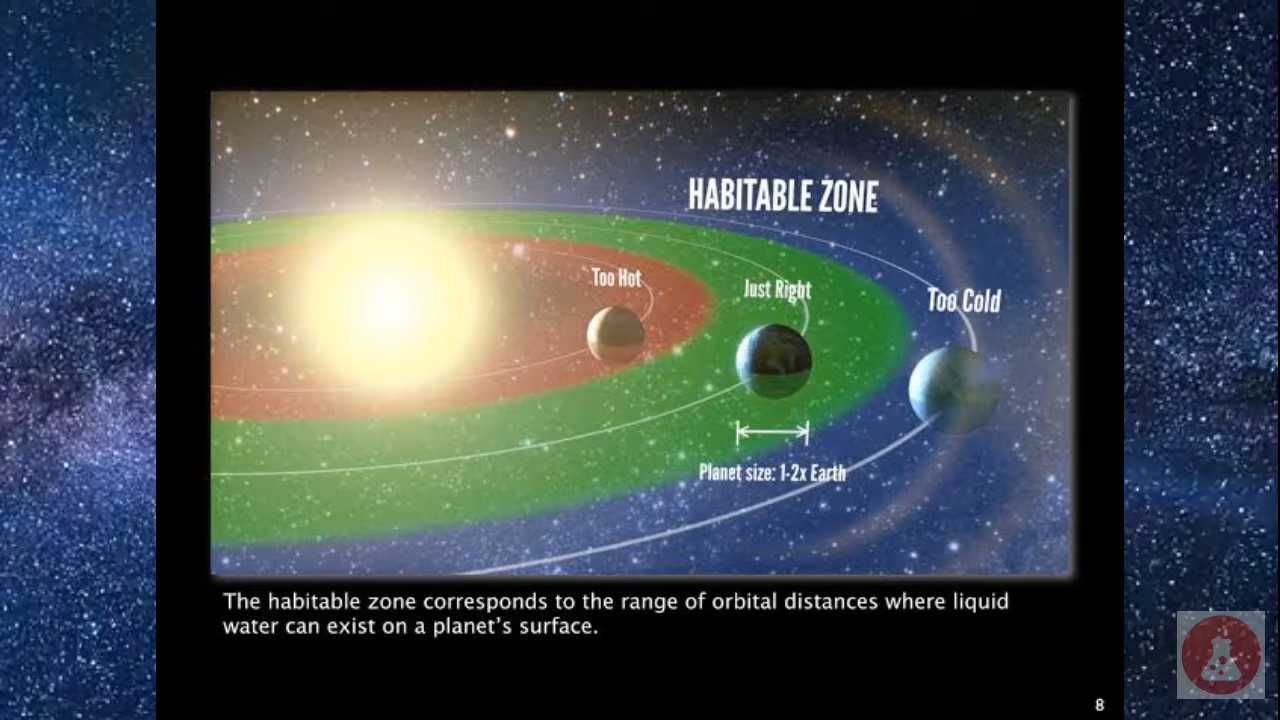 HABITABLE ZONE
Too Hot
Just Right
Too Cold
Planet size: 1-2x Earth
The habitable zone corresponds to the range of orbital distances where liquid
water can exist on a planet's surface.
8